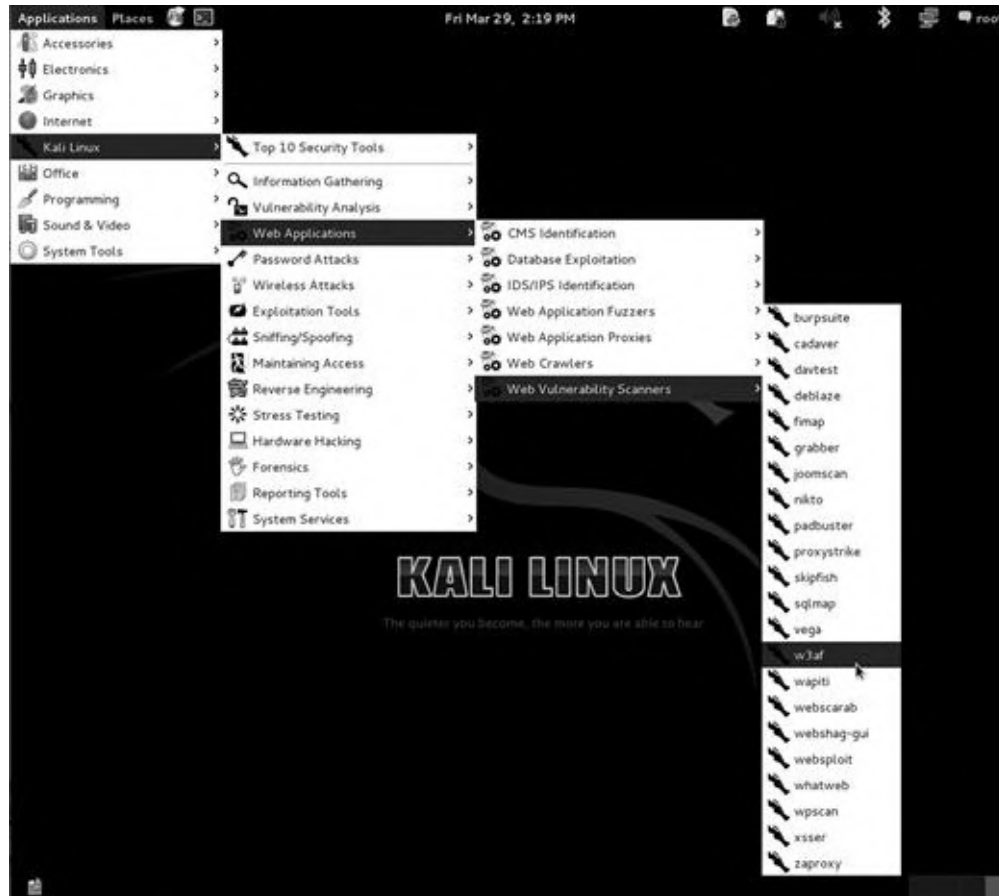 Applications Places Fri Mar 29, 2:19 PM
Accessories
Electronics
Graphics
Internet
Kali Linux
Office
Programming
Sound & Video
System Tools
Top 10 Security Tools
Information Gathering
Vulnerability Analysis
Web Applications
Password Attacks
Wireless Attacks
Exploitation Tools
Sniffing/Spoofing
Maintaining Access
Reverse Engineering
Stress Testing
Hardware Hacking
Forensics
Reporting Tools
System Services
CMS Identification
Database Exploitation
IDS/IPS Identification
Web Application Fuzzers
Web Application Proxies
Web Crawlers
Web Vulnerability Scanners
burpsuite
cadaver
davtest
deblaze
fimap
grabber
joomscan
nikto
padbuster
proxystrike
skipfish
sqlmap
vega
w3af
wapiti
webscarab
webshag-gui
websploit
whatweb
wpscan
xsser
zaproxy
KALI LINUX
The quieter you become, the more you are able to hear